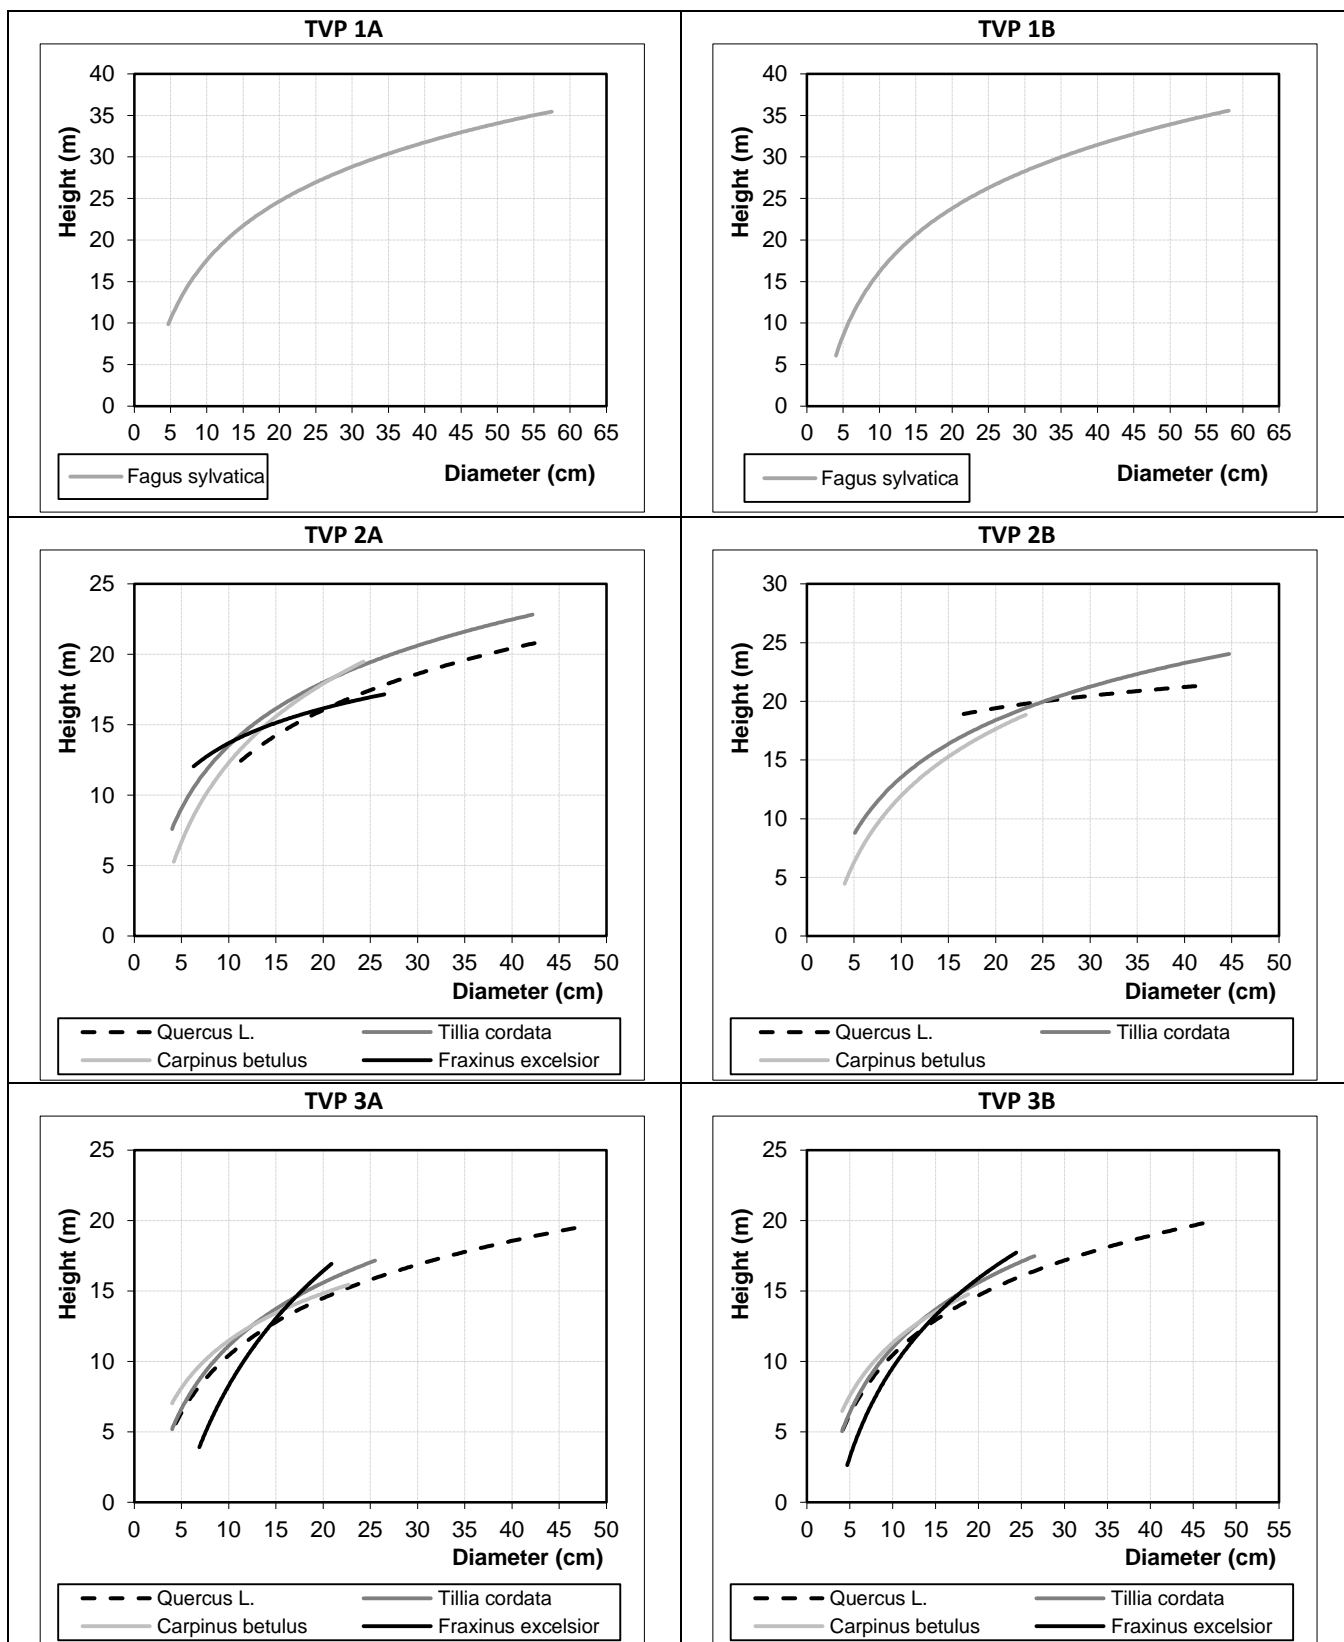 TVP 1A
Height (m)
40
35
30
25
20
15
10
5
0
0 5 10 15 20 25 30 35 40 45 50 55 60 65
Diameter (cm)
Fagus sylvatica
TVP 1B
Height (m)
40
35
30
25
20
15
10
5
0
0 5 10 15 20 25 30 35 40 45 50 55 60 65
Diameter (cm)
Fagus sylvatica
TVP 2A
Height (m)
25
20
15
10
5
0
0 5 10 15 20 25 30 35 40 45 50
Diameter (cm)
Quercus L. Tillia cordata
Carpinus betulus Fraxinus excelsior
TVP 2B
Height (m)
30
25
20
15
10
5
0
0 5 10 15 20 25 30 35 40 45 50
Diameter (cm)
Quercus L. Tillia cordata
Carpinus betulus
TVP 3A
Height (m)
25
20
15
10
5
0
0 5 10 15 20 25 30 35 40 45 50
Diameter (cm)
Quercus L. Tillia cordata
Carpinus betulus Fraxinus excelsior
TVP 3B
Height (m)
25
20
15
10
5
0
0 5 10 15 20 25 30 35 40 45 50 55
Diameter (cm)
Quercus L. Tillia cordata
Carpinus betulus Fraxinus excelsior